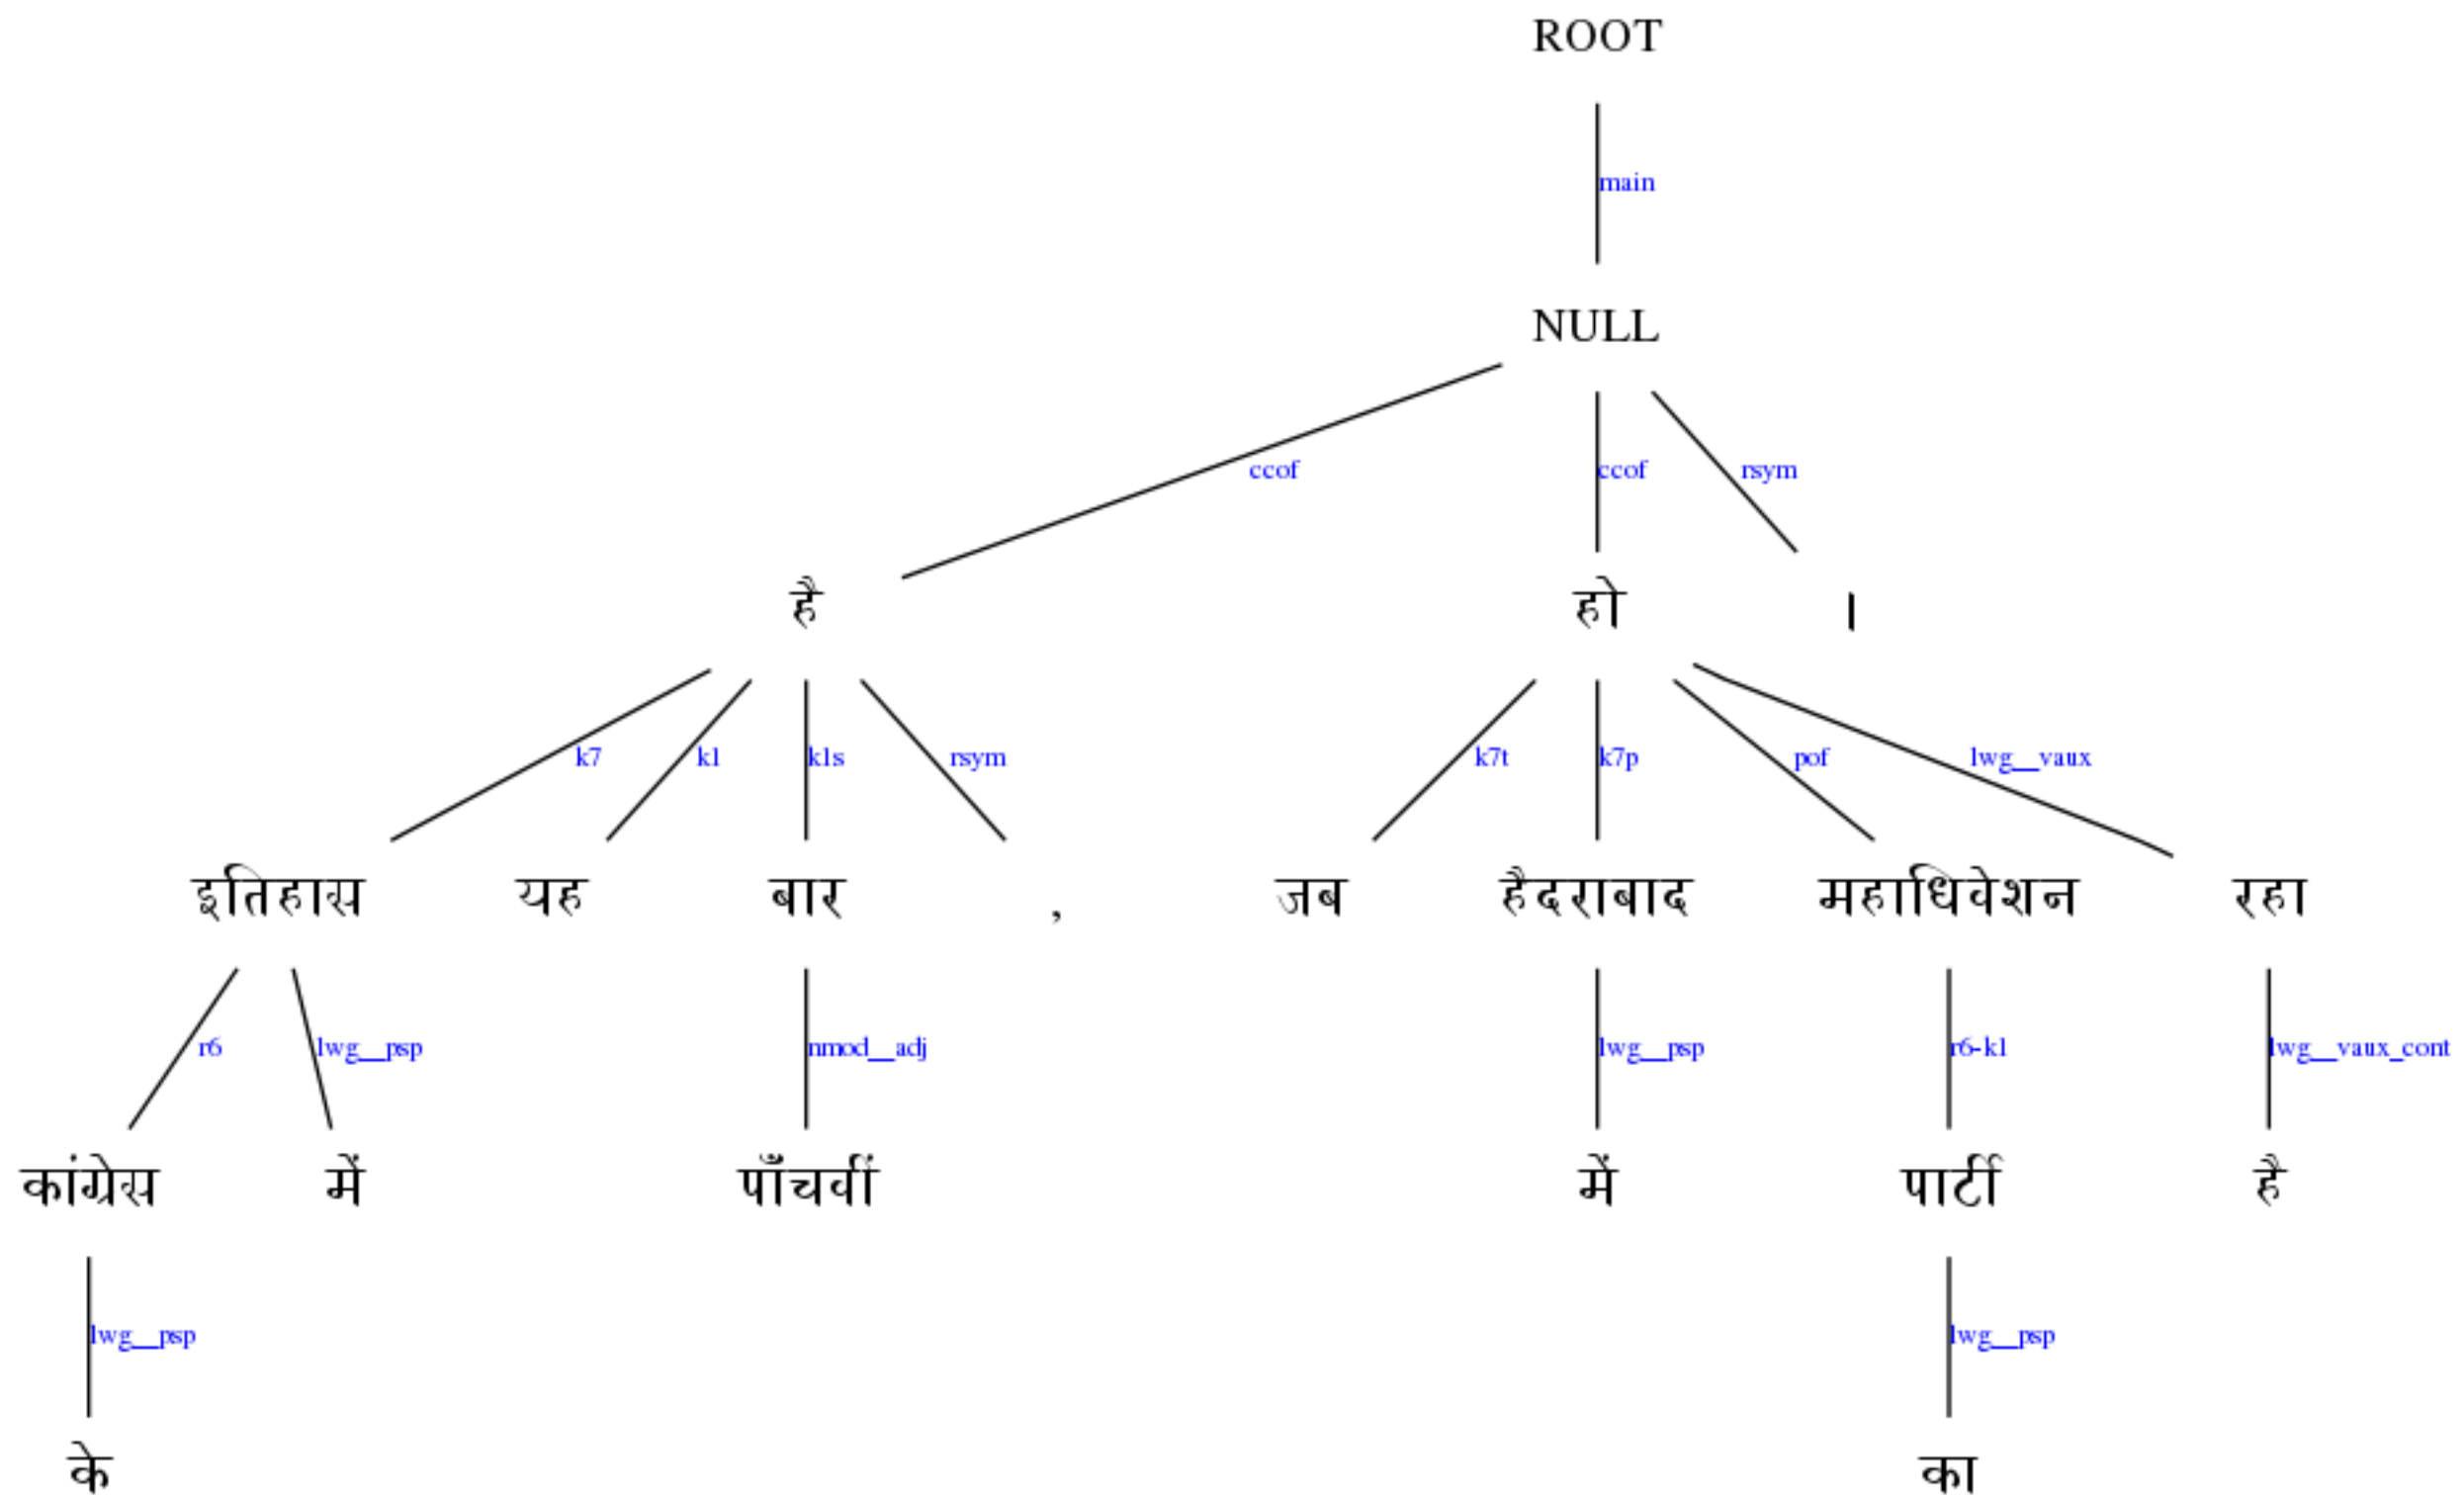 ROOT
main
NULL
ccof ccof rsym
है हो ।
k7 k1 k1s rsym k7t k7p pof lwg__vaux
इतिहास यह बार , जब हैदराबाद महाधिवेशन रहा
r6 lwg__psp nmod__adj lwg__psp r6-k1 lwg__vaux_cont
कांग्रेस में पाँचवीं में पार्टी है
lwg__psp lwg__psp
के का